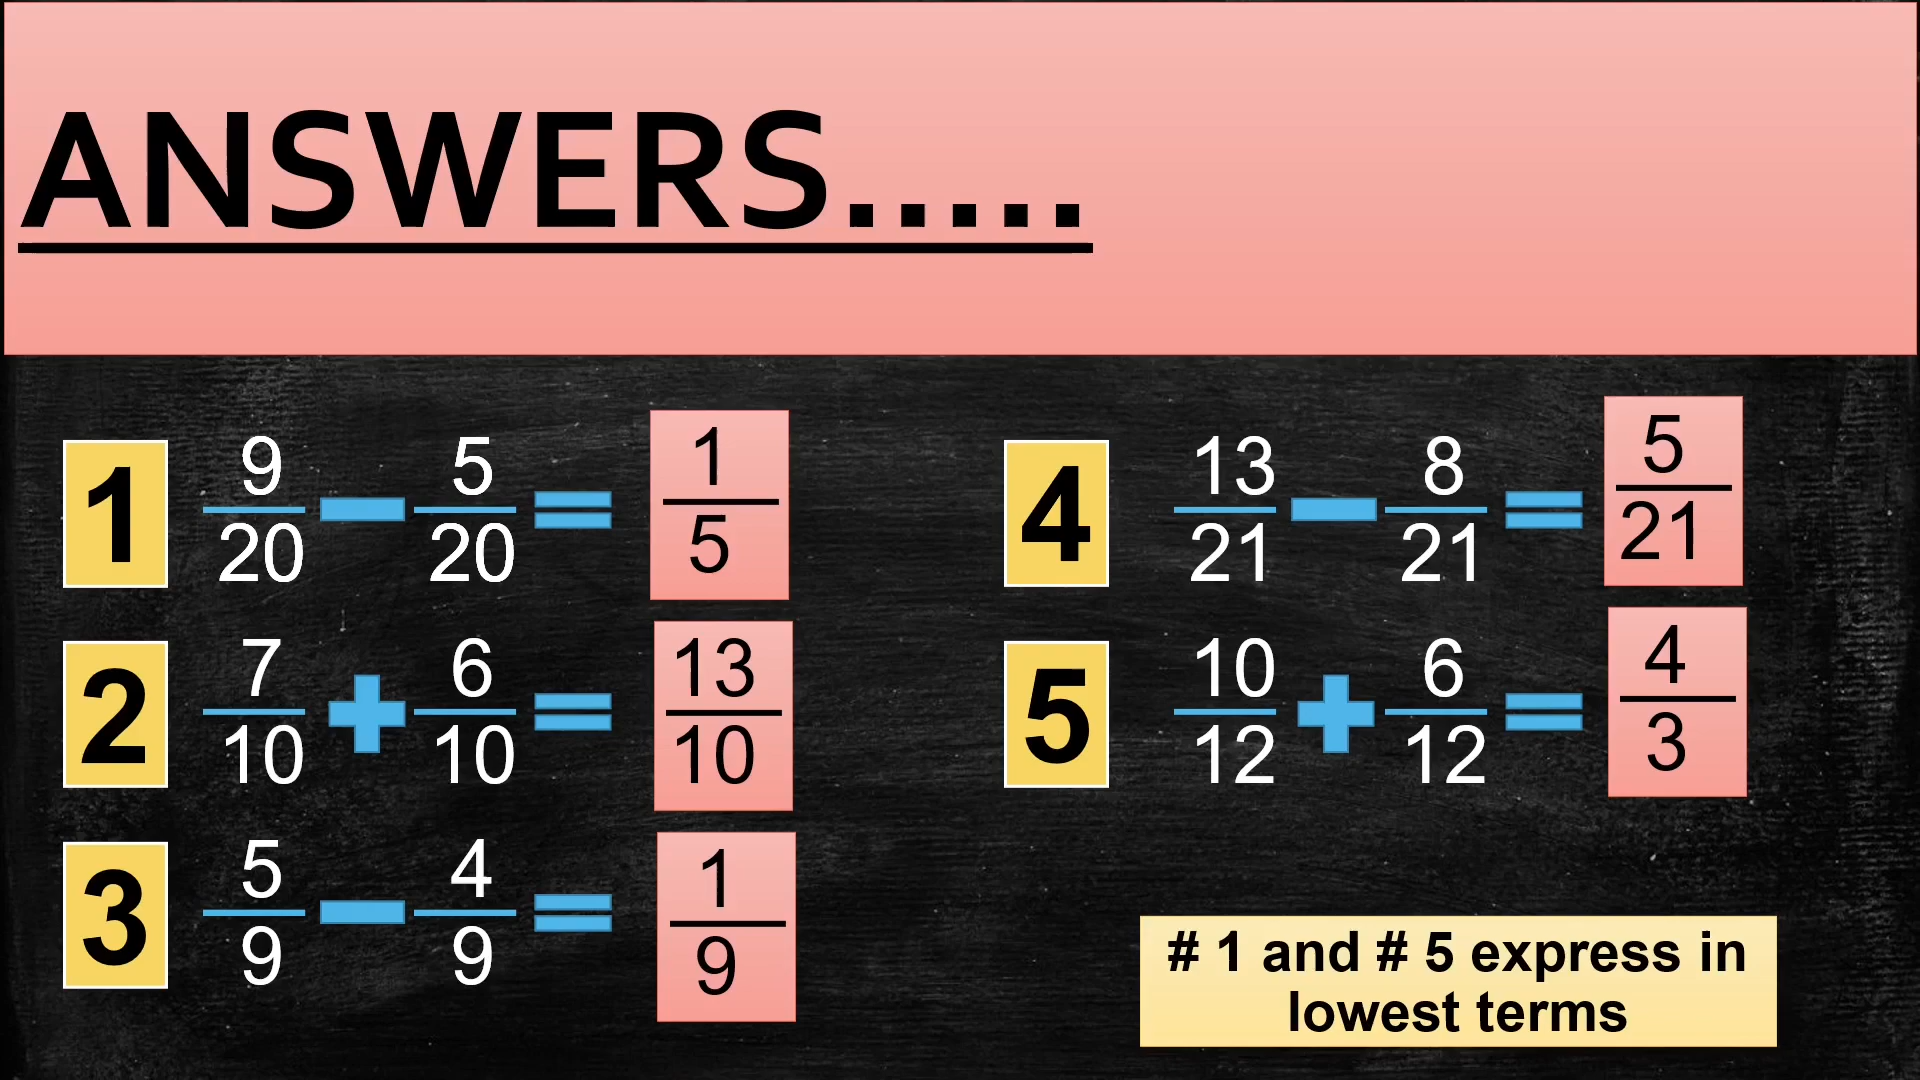 ANSWERS.....
1 9/20 - 5/20 = 1/5
2 7/10 + 6/10 = 13/10
3 5/9 - 4/9 = 1/9
4 13/21 - 8/21 = 5/21
5 10/12 + 6/12 = 4/3
# 1 and # 5 express in
lowest terms